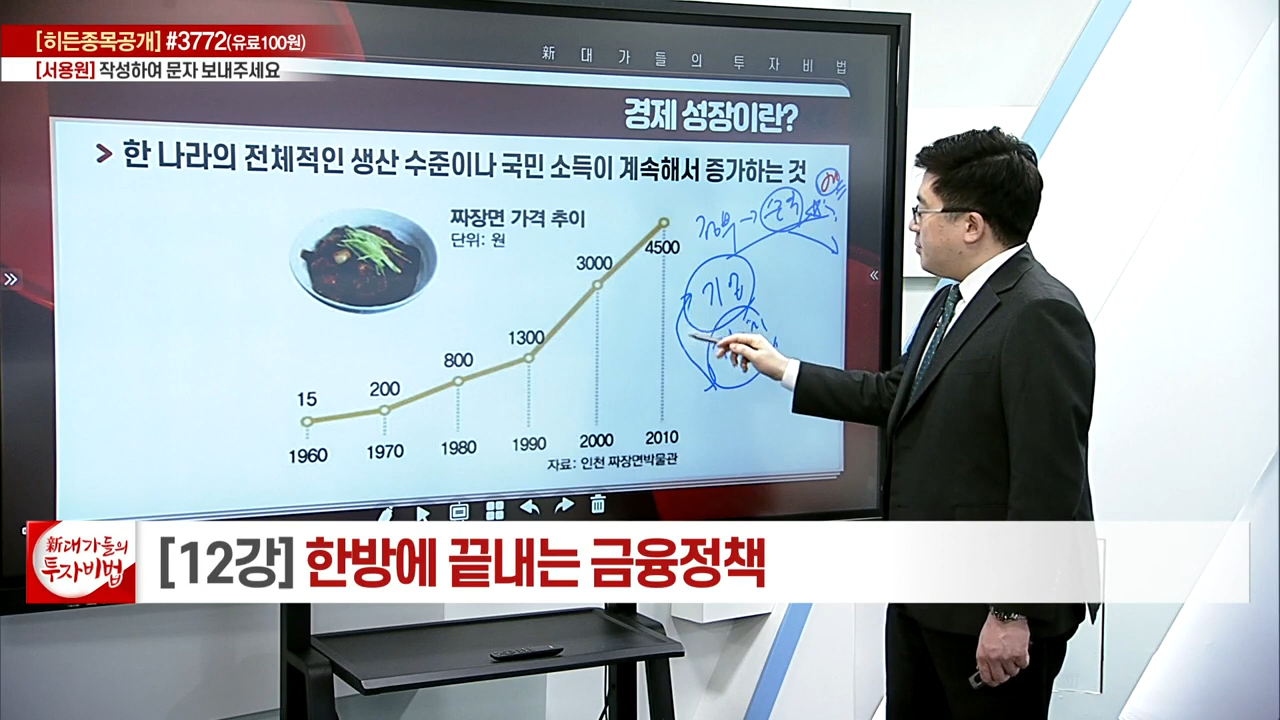 [히든종목공개] #3772(유료100원)
[서용원] 작성하여 문자 보내주세요
新 대 가 들 의 투 자 비 법
경제 성장이란?
> 한 나라의 전체적인 생산 수준이나 국민 소득이 계속해서 증가하는 것
짜장면 가격 추이
단위: 원
15
200
800
1300
3000
4500
1960
1970
1980
1990
2000
2010
자료: 인천 짜장면박물관
정부
기업
新대가들의
투자비법
[12강] 한방에 끝내는 금융정책